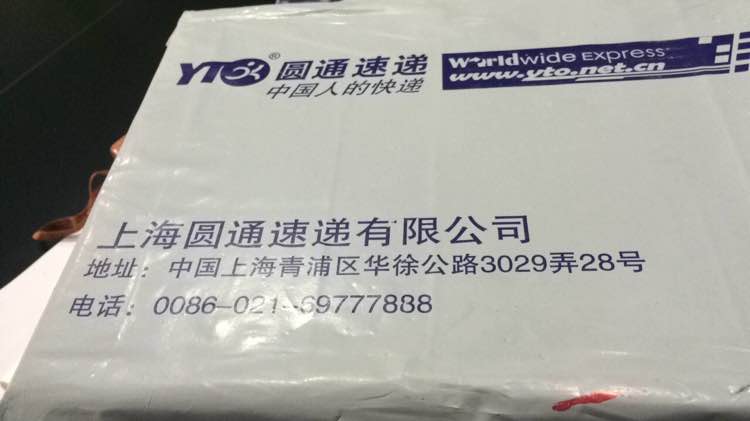 YTO® 圆通速递
中国人的快递
Worldwide Express
www.yto.net.cn
上海圆通速递有限公司
地址：中国上海青浦区华徐公路3029弄28号
电话：0086-021-69777888